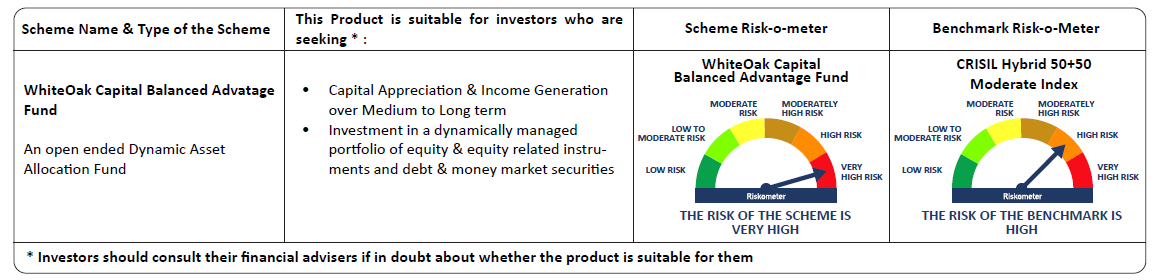 Scheme Name & Type of the Scheme
This Product is suitable for investors who are
seeking * :
Scheme Risk-o-meter
Benchmark Risk-o-Meter
WhiteOak Capital Balanced Advatage
Fund
An open ended Dynamic Asset
Allocation Fund
• Capital Appreciation & Income Generation
over Medium to Long term
• Investment in a dynamically managed
portfolio of equity & equity related instru-
ments and debt & money market securities
WhiteOak Capital
Balanced Advantage Fund
MODERATE
RISK
MODERATELY
HIGH RISK
LOW TO
MODERATE RISK
HIGH RISK
LOW RISK
VERY
HIGH RISK
Riskometer
THE RISK OF THE SCHEME IS
VERY HIGH
CRISIL Hybrid 50+50
Moderate Index
MODERATE
RISK
MODERATELY
HIGH RISK
LOW TO
MODERATE RISK
HIGH RISK
LOW RISK
VERY
HIGH RISK
Riskometer
THE RISK OF THE BENCHMARK IS
HIGH
* Investors should consult their financial advisers if in doubt about whether the product is suitable for them